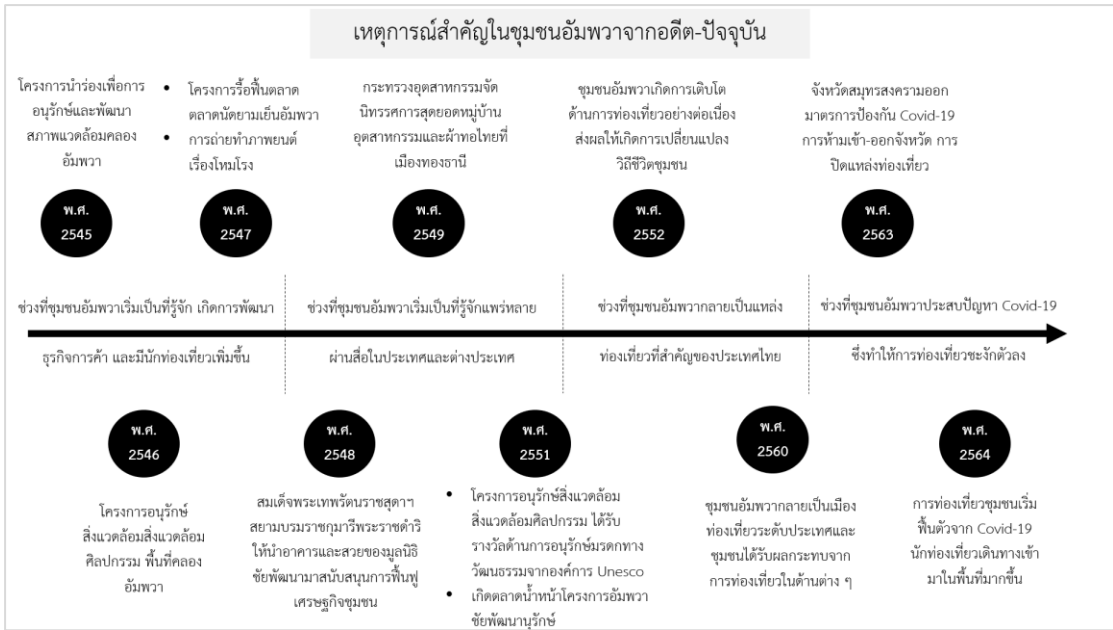 เหตุการณ์สำคัญในชุมชนอัมพวาจากอดีต-ปัจจุบัน
โครงการนำร่องเพื่อการ
อนุรักษ์และพัฒนา
สภาพแวดล้อมคลอง
อัมพวา
• โครงการรื้อฟื้นตลาด
ตลาดนัดยามเย็นอัมพวา
• การถ่ายทำภาพยนต์
เรื่องโหมโรง
กระทรวงอุตสาหกรรมจัด
นิทรรศการสุดยอดหมู่บ้าน
อุตสาหกรรมและผ้าทอไทยที่
เมืองทองธานี
ชุมชนอัมพวาเกิดการเติบโต
ด้านการท่องเที่ยวอย่างต่อเนื่อง
ส่งผลให้เกิดการเปลี่ยนแปลง
วิถีชีวิตชุมชน
จังหวัดสมุทรสงครามออก
มาตรการป้องกัน Covid-19
การห้ามเข้า-ออกจังหวัด การ
ปิดแหล่งท่องเที่ยว
พ.ศ.
2545
พ.ศ.
2547
พ.ศ.
2549
พ.ศ.
2552
พ.ศ.
2563
ช่วงที่ชุมชนอัมพวาเริ่มเป็นที่รู้จัก เกิดการพัฒนา
ธุรกิจการค้า และมีนักท่องเที่ยวเพิ่มขึ้น
ช่วงที่ชุมชนอัมพวาเริ่มเป็นที่รู้จักแพร่หลาย
ผ่านสื่อในประเทศและต่างประเทศ
ช่วงที่ชุมชนอัมพวากลายเป็นแหล่ง
ท่องเที่ยวที่สำคัญของประเทศไทย
ช่วงที่ชุมชนอัมพวาประสบปัญหา Covid-19
ซึ่งทำให้การท่องเที่ยวชะงักตัวลง
พ.ศ.
2546
พ.ศ.
2548
พ.ศ.
2551
พ.ศ.
2560
พ.ศ.
2564
โครงการอนุรักษ์
สิ่งแวดล้อมสิ่งแวดล้อม
ศิลปกรรม พื้นที่คลอง
อัมพวา
สมเด็จพระเทพรัตนราชสุดาฯ
สยามบรมราชกุมารีพระราชดำริ
ให้นำอาคารและสวยของมูลนิธิ
ชัยพัฒนามาสนับสนุนการฟื้นฟู
เศรษฐกิจชุมชน
• โครงการอนุรักษ์สิ่งแวดล้อม
สิ่งแวดล้อมศิลปกรรม ได้รับ
รางวัลด้านการอนุรักษ์มรดกทาง
วัฒนธรรมจากองค์การ Unesco
• เกิดตลาดน้ำหน้าโครงการอัมพวา
ชัยพัฒนานุรักษ์
ชุมชนอัมพวากลายเป็นเมือง
ท่องเที่ยวระดับประเทศและ
ชุมชนได้รับผลกระทบจาก
การท่องเที่ยวในด้านต่าง ๆ
การท่องเที่ยวชุมชนเริ่ม
ฟื้นตัวจาก Covid-19
นักท่องเที่ยวเดินทางเข้า
มาในพื้นที่มากขึ้น